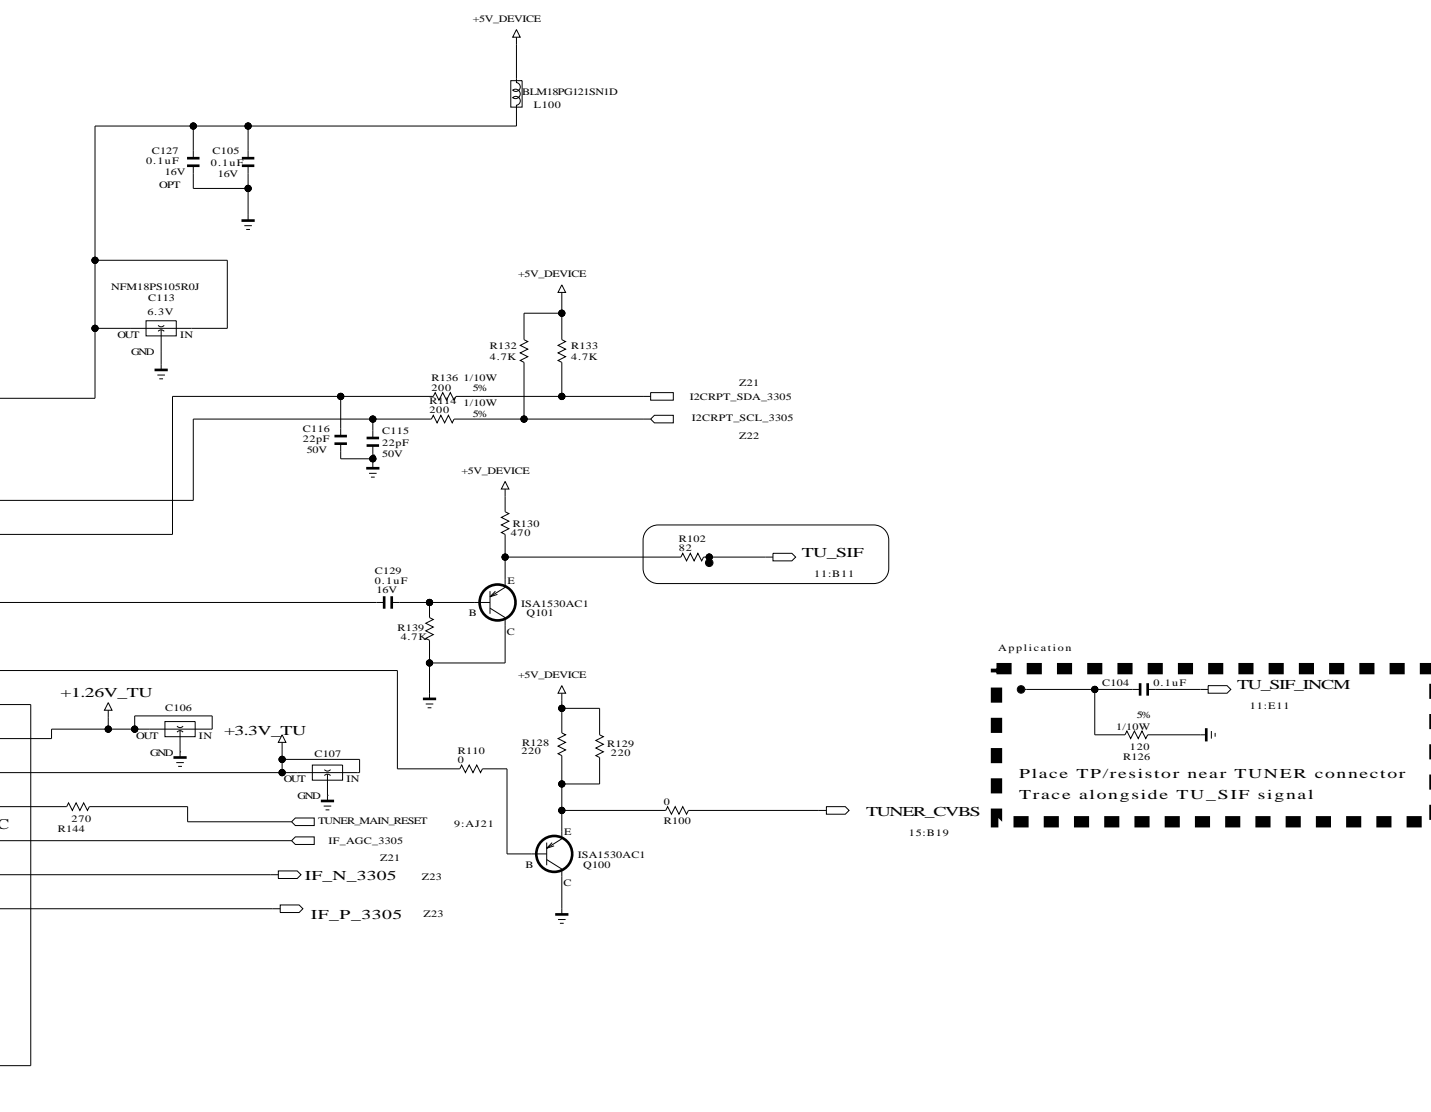 +5V_DEVICE
BLM18PG121SN1D
L100
C127
0.1uF
16V
OPT
C105
0.1uF
16V
NFM18PS105R0J
C113
6.3V
OUT
IN
GND
+5V_DEVICE
R132
4.7K
R133
4.7K
R136 1/10W
200 5%
R114 1/10W
200 5%
Z21
I2CRPT_SDA_3305
I2CRPT_SCL_3305
Z22
C116
22pF
50V
C115
22pF
50V
+5V_DEVICE
R130
470
R102
82
TU_SIF
11:B11
C129
0.1uF
16V
E
B
C
ISA1530AC1
Q101
R139
4.7K
+5V_DEVICE
+1.26V_TU
C106
OUT
IN
GND
+3.3V_TU
C107
OUT
IN
GND
R110
0
R128
220
R129
220
270
R144
C
TUNER_MAIN_RESET
9:AJ21
IF_AGC_3305
Z21
IF_N_3305
Z23
IF_P_3305
Z23
0
R100
TUNER_CVBS
15:B19
E
B
C
ISA1530AC1
Q100
Application
C104
0.1uF
TU_SIF_INCM
11:E11
5%
1/10W
120
R126
Place TP/resistor near TUNER connector
Trace alongside TU_SIF signal